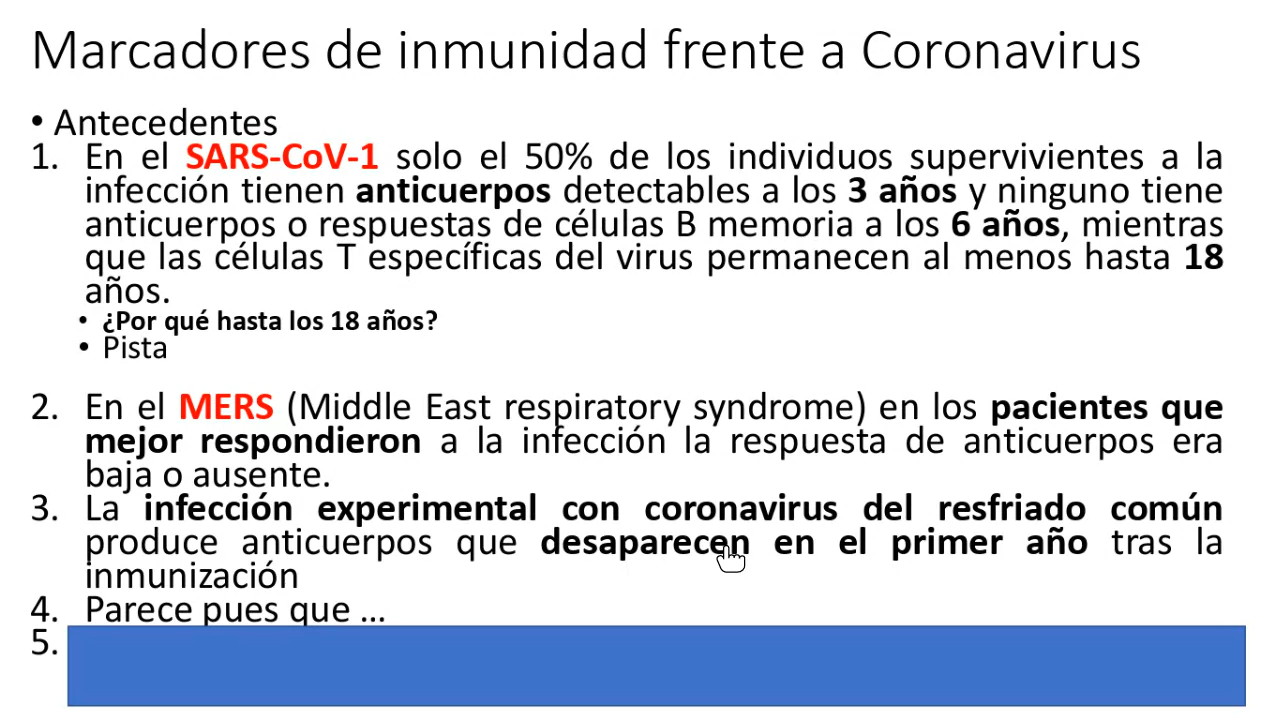 Marcadores de inmunidad frente a Coronavirus
• Antecedentes
1. En el SARS-CoV-1 solo el 50% de los individuos supervivientes a la
infección tienen anticuerpos detectables a los 3 años y ninguno tiene
anticuerpos o respuestas de células B memoria a los 6 años, mientras
que las células T específicas del virus permanecen al menos hasta 18
años.
• ¿Por qué hasta los 18 años?
• Pista
2. En el MERS (Middle East respiratory syndrome) en los pacientes que
mejor respondieron a la infección la respuesta de anticuerpos era
baja o ausente.
3. La infección experimental con coronavirus del resfriado común
produce anticuerpos que desaparecen en el primer año tras la
inmunización
4. Parece pues que ...
5.